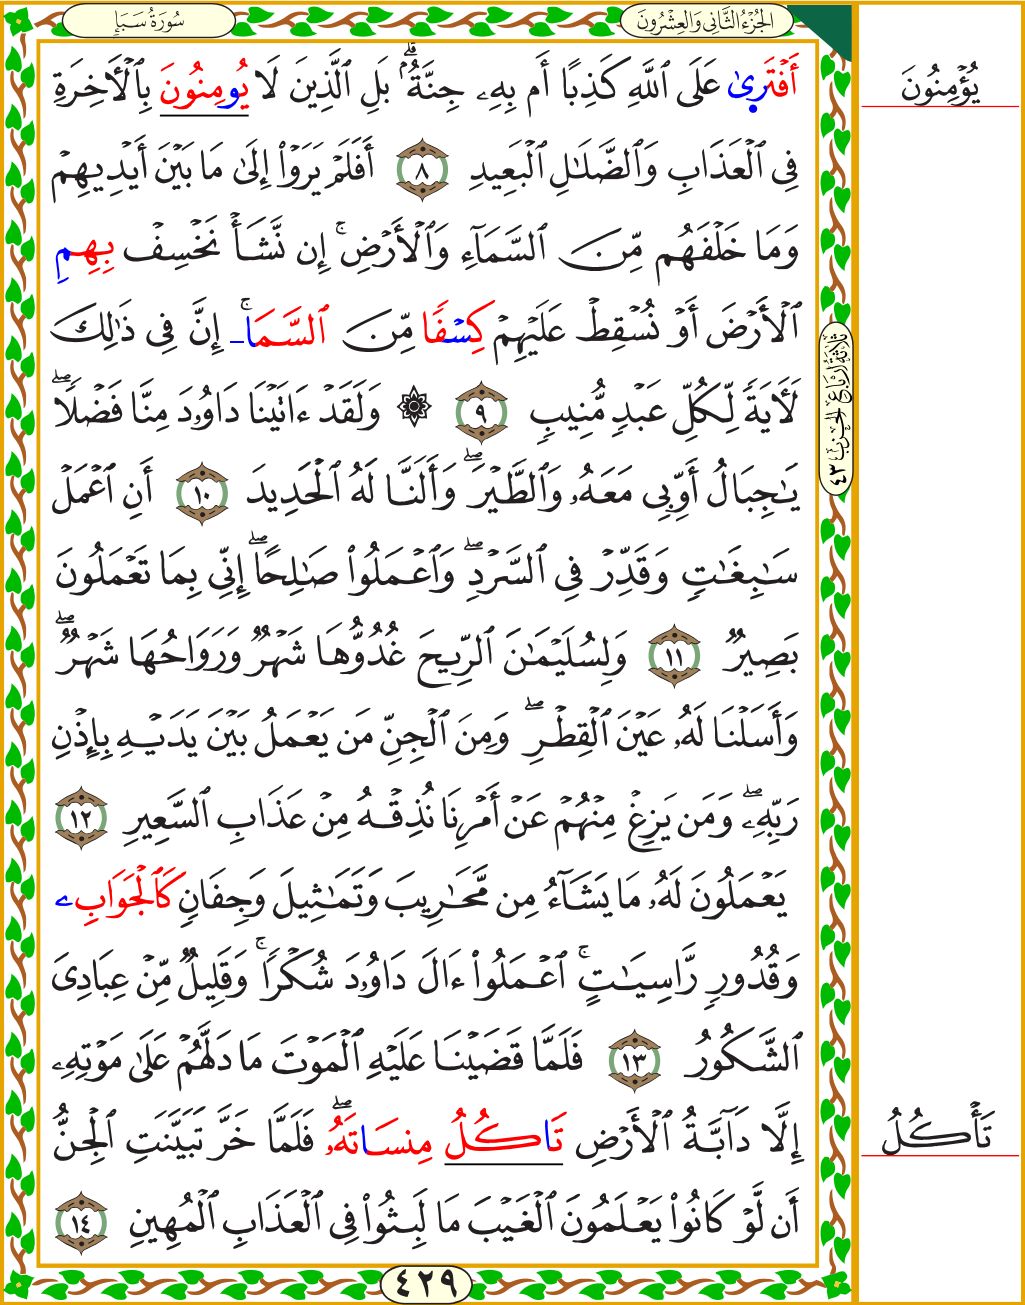 الجُزْءُ الثَّانِي وَالعِشْرُونَ
سُورَةُ سَبَإٍ
أَفْتَرىٰ عَلَى ٱللَّهِ كَذِبًا أَم بِهِۦ جِنَّةُۢۗ بَلِ ٱلَّذِينَ لَا يُومِنُونَ بِٱلْأَخِرَةِ
يُؤْمِنُونَ
فِى ٱلْعَذَابِ وَٱلضَّلَٰلِ ٱلْبَعِيدِ ٨ أَفَلَمْ يَرَوْا۟ إِلَىٰ مَا بَيْنَ أَيْدِيهِمْ
وَمَا خَلْفَهُم مِّنَ ٱلسَّمَآءِ وَٱلْأَرْضِۚ إِن نَّشَأْ نَخْسِفْ بِهِمِ
ٱلْأَرْضَ أَوْ نُسْقِطْ عَلَيْهِمْ كِسْفًا مِّنَ ٱلسَّمَاۚ إِنَّ فِى ذَٰلِكَ
لَأَيَةً لِّكُلِّ عَبْدٍ مُّنِيبٍ ٩ ۞ وَلَقَدْ ءَاتَيْنَا دَاوُۥدَ مِنَّا فَضْلًاۖ
ثلاثة أرباع الحزب ٤٣
يَٰجِبَالُ أَوِّبِى مَعَهُۥ وَٱلطَّيْرَۖ وَأَلَنَّا لَهُ ٱلْحَدِيدَ ١٠ أَنِ ٱعْمَلْ
سَٰبِغَٰتٍ وَقَدِّرْ فِى ٱلسَّرْدِۖ وَٱعْمَلُوا۟ صَٰلِحًاۖ إِنِّى بِمَا تَعْمَلُونَ
بَصِيرٌ ١١ وَلِسُلَيْمَٰنَ ٱلرِّيحَ غُدُوُّهَا شَهْرٌ وَرَوَاحُهَا شَهْرٌۖ
وَأَسَلْنَا لَهُۥ عَيْنَ ٱلْقِطْرِۖ وَمِنَ ٱلْجِنِّ مَن يَعْمَلُ بَيْنَ يَدَيْهِ بِإِذْنِ
رَبِّهِۦۖ وَمَن يَزِغْ مِنْهُمْ عَنْ أَمْرِنَا نُذِقْهُ مِنْ عَذَابِ ٱلسَّعِيرِ ١٢
يَعْمَلُونَ لَهُۥ مَا يَشَآءُ مِن مَّحَٰرِيبَ وَتَمَٰثِيلَ وَجِفَانٍ كَٱلْجَوَابِۦ
وَقُدُورٍ رَّاسِيَٰتٍۚ ٱعْمَلُوا۟ ءَالَ دَاوُۥدَ شُكْرًاۚ وَقَلِيلٌ مِّنْ عِبَادِىَ
ٱلشَّكُورُ ١٣ فَلَمَّا قَضَيْنَا عَلَيْهِ ٱلْمَوْتَ مَا دَلَّهُمْ عَلَىٰ مَوْتِهِۦ
إِلَّا دَآبَّةُ ٱلْأَرْضِ تَاكُلُ مِنسَاتَهُۥۖ فَلَمَّا خَرَّ تَبَيَّنَتِ ٱلْجِنُّ
تَأْكُلُ
أَن لَّوْ كَانُوا۟ يَعْلَمُونَ ٱلْغَيْبَ مَا لَبِثُوا۟ فِى ٱلْعَذَابِ ٱلْمُهِينِ ١٤
٤٢٩